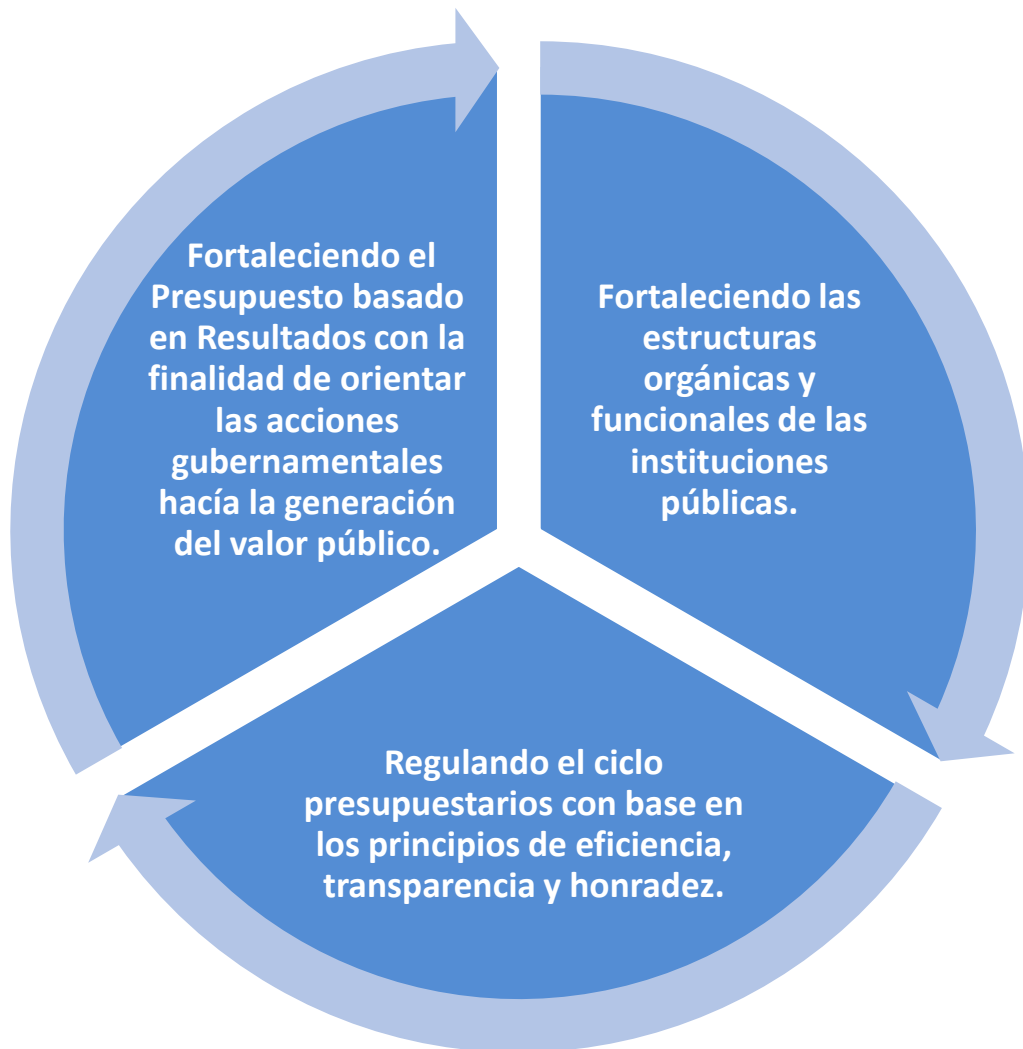 Fortaleciendo el
Presupuesto basado
en Resultados con la
finalidad de orientar
las acciones
gubernamentales
hacía la generación
del valor público.
Fortaleciendo las
estructuras
orgánicas y
funcionales de las
instituciones
públicas.
Regulando el ciclo
presupuestarios con base en
los principios de eficiencia,
transparencia y honradez.